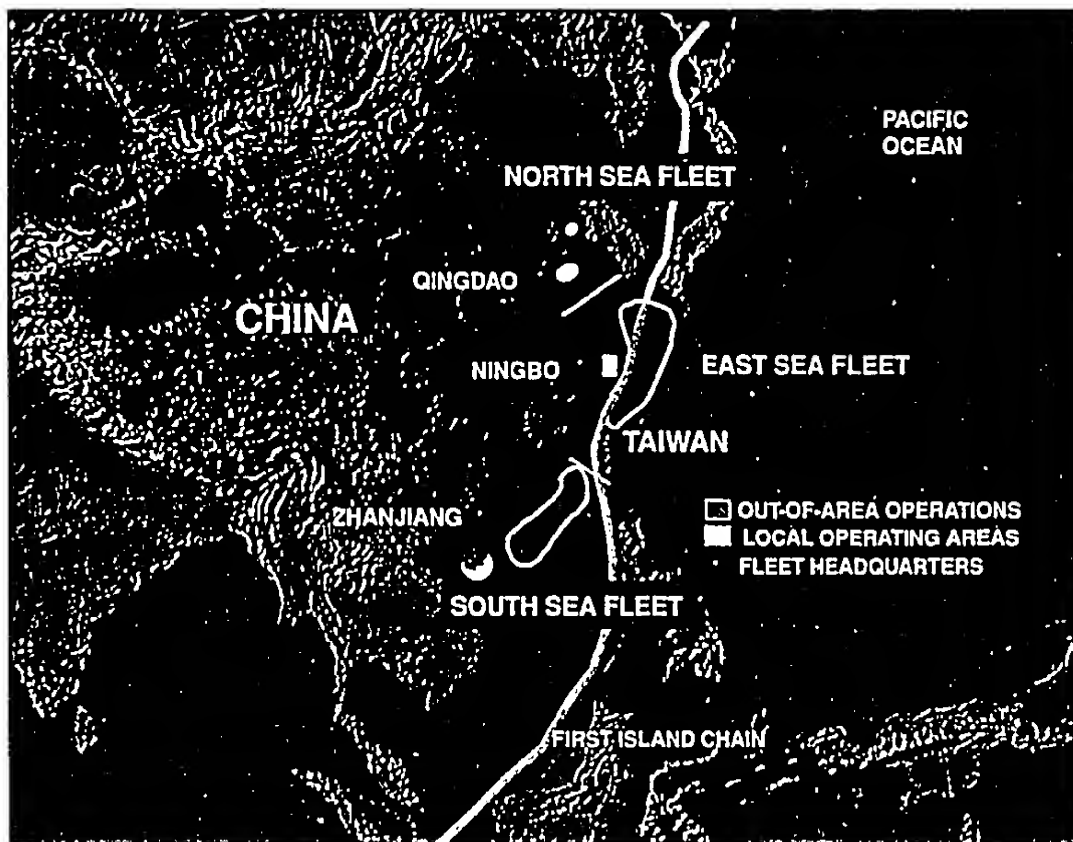 PACIFIC
OCEAN
NORTH SEA FLEET
QINGDAO
CHINA
NINGBO
EAST SEA FLEET
TAIWAN
ZHANJIANG
OUT-OF-AREA OPERATIONS
LOCAL OPERATING AREAS
FLEET HEADQUARTERS
SOUTH SEA FLEET
FIRST ISLAND CHAIN